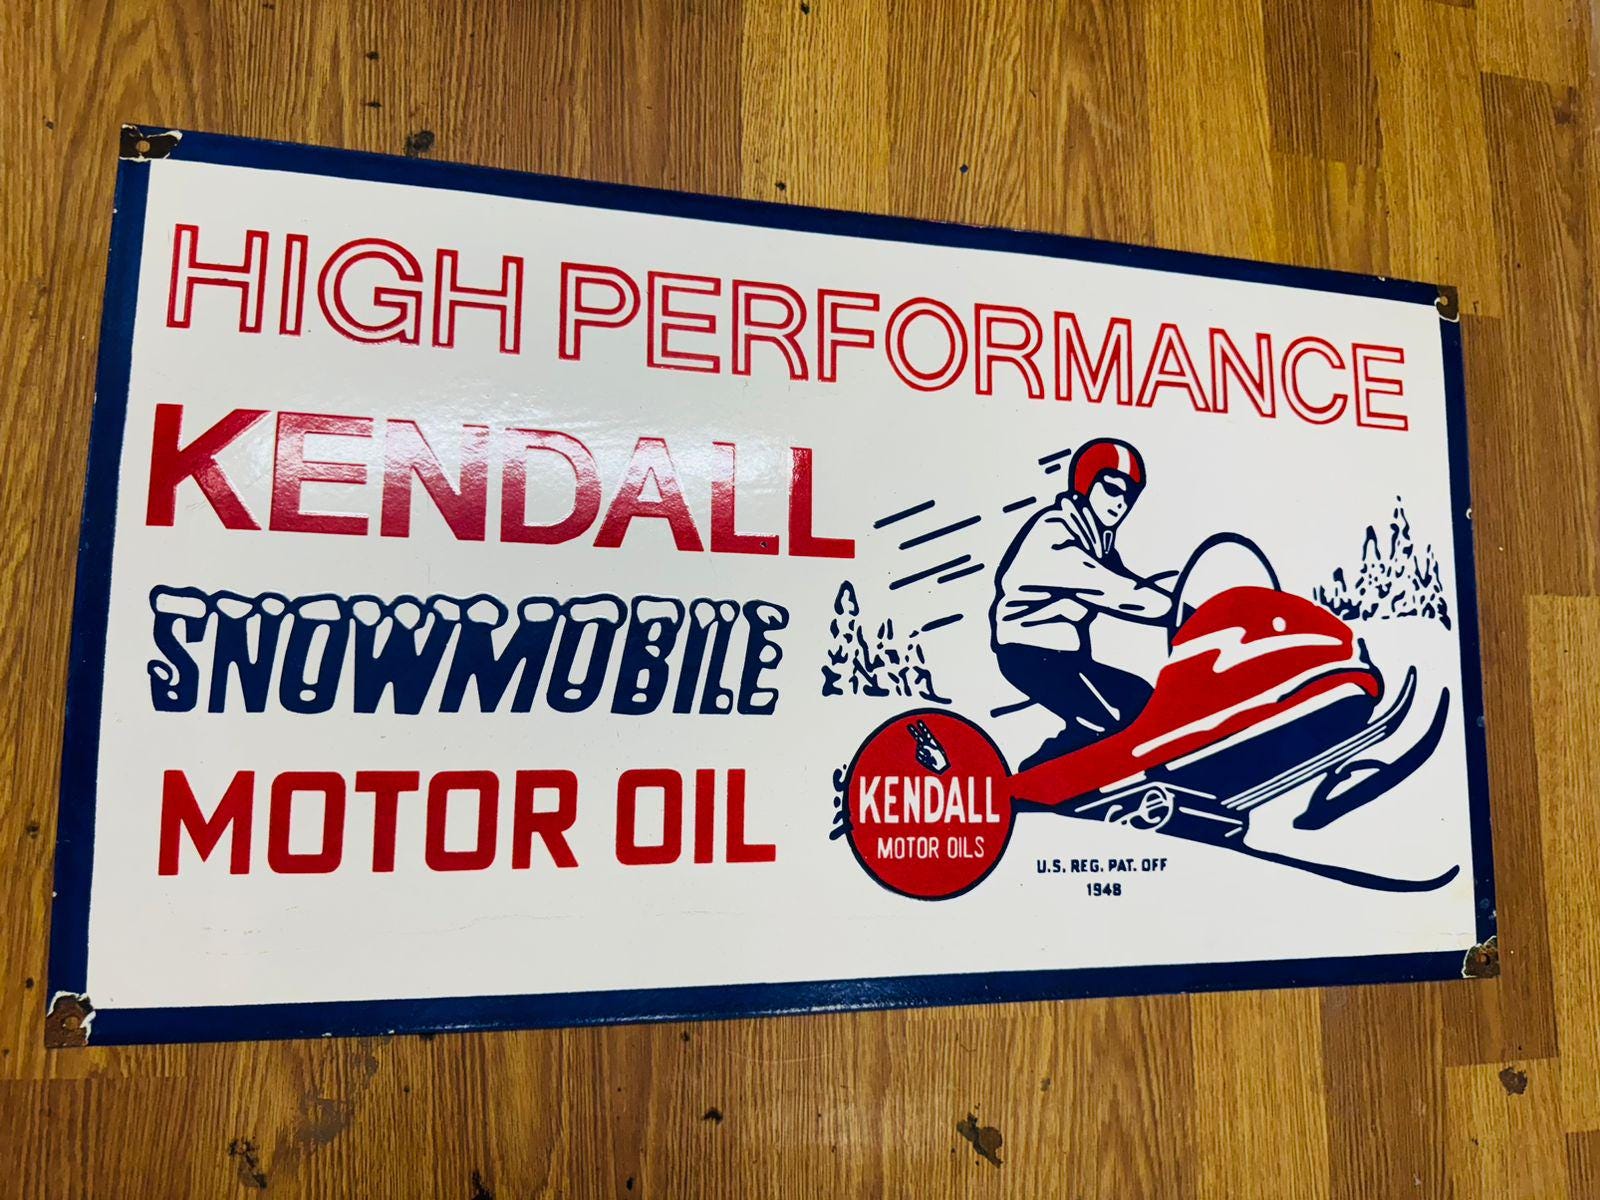 HIGH PERFORMANCE
KENDALL
SNOWMOBILE
MOTOR OIL
KENDALL
MOTOR OILS
U.S. REG. PAT. OFF
1948